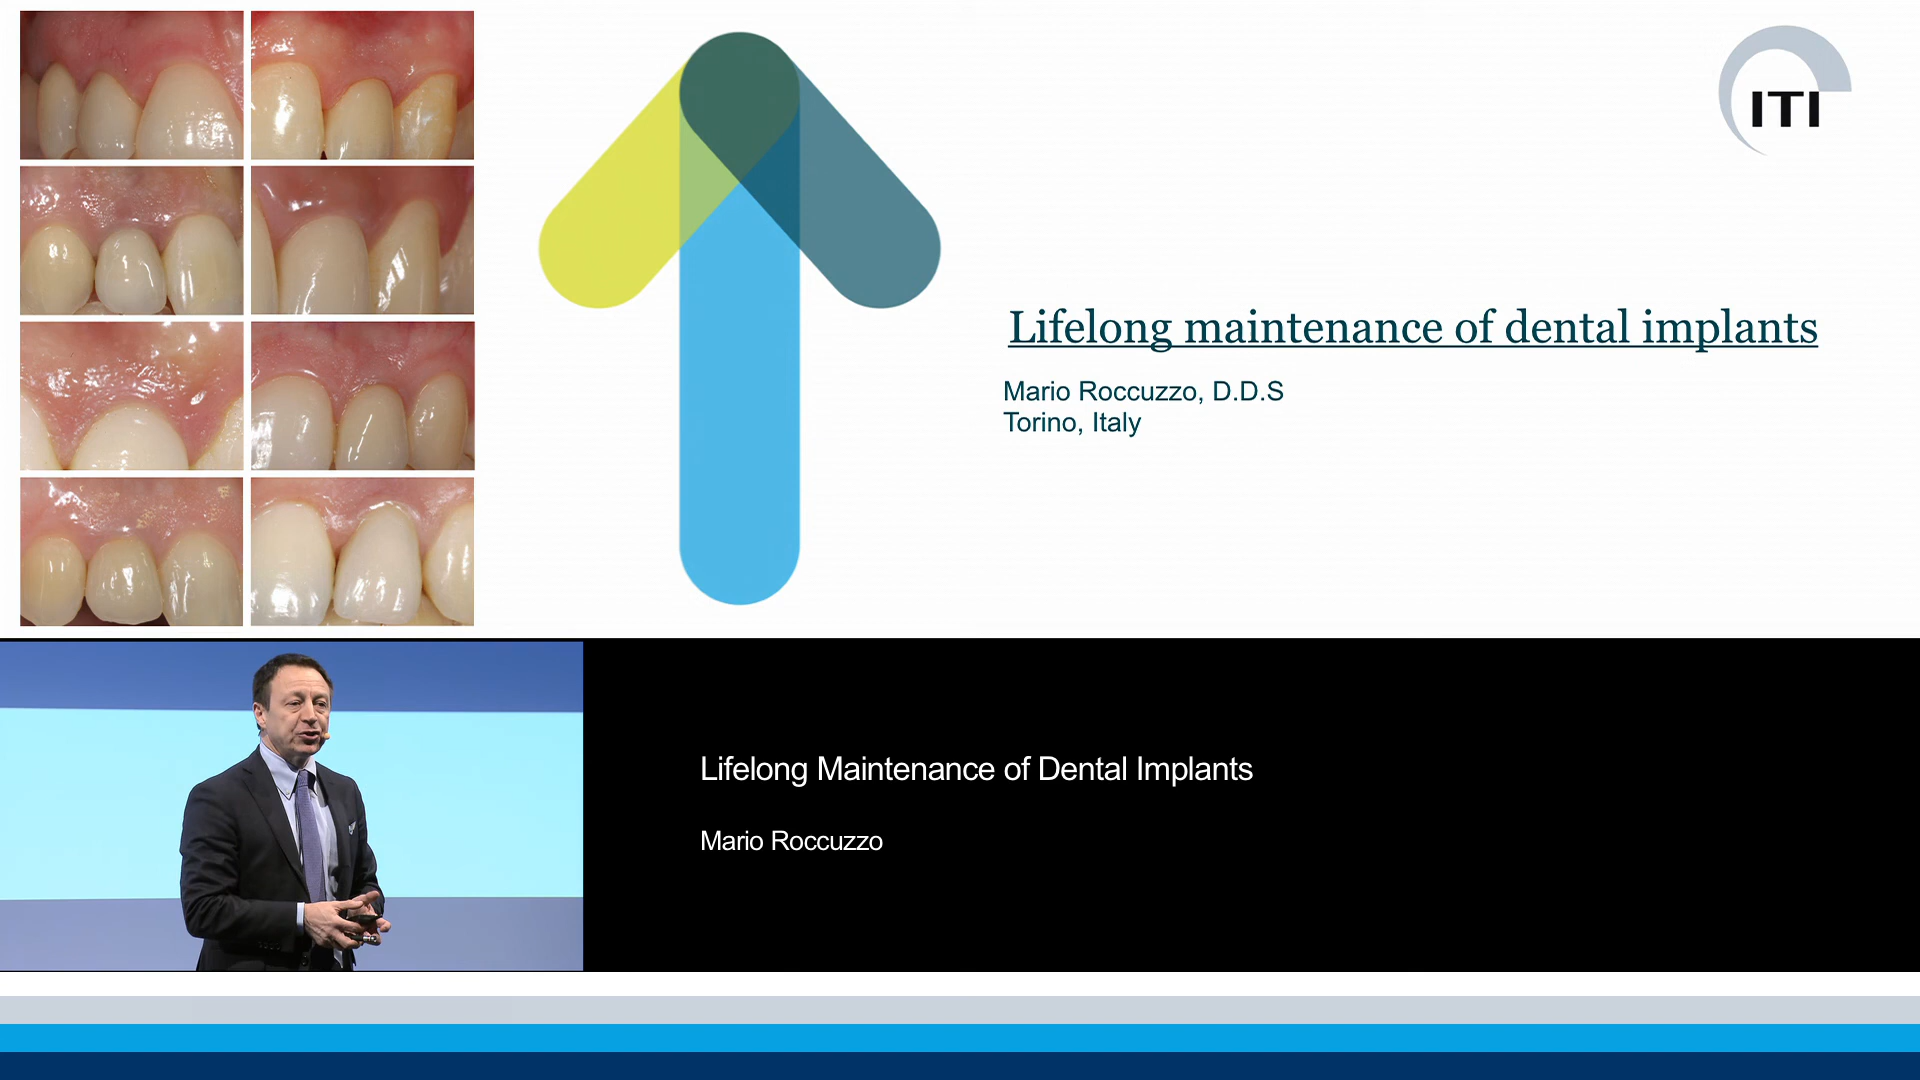 ITI
Lifelong maintenance of dental implants
Mario Roccuzzo, D.D.S
Torino, Italy
Lifelong Maintenance of Dental Implants
Mario Roccuzzo